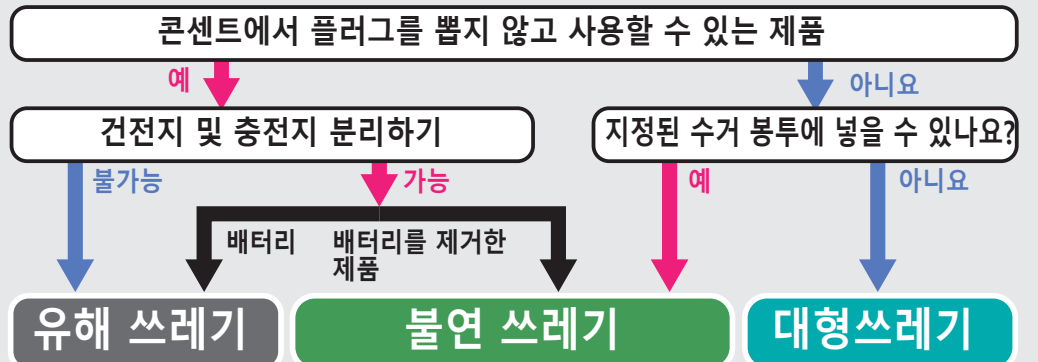 콘센트에서 플러그를 뽑지 않고 사용할 수 있는 제품
예
아니요
건전지 및 충전지 분리하기
지정된 수거 봉투에 넣을 수 있나요?
불가능
가능
예
아니요
배터리
배터리를 제거한
제품
유해 쓰레기
불연 쓰레기
대형쓰레기